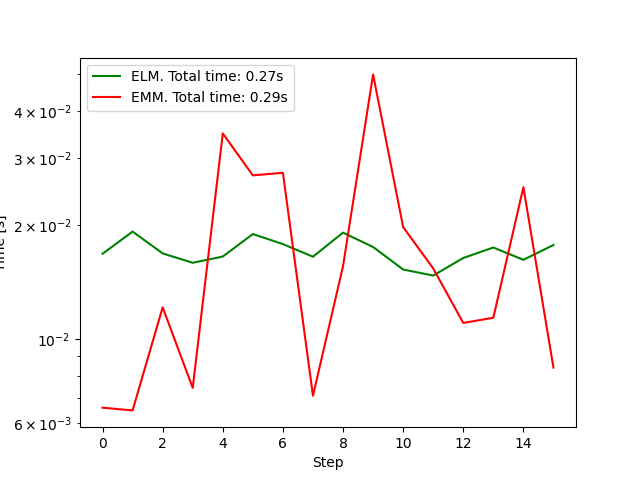 ELM. Total time: 0.27s
EMM. Total time: 0.29s
4 × 10⁻²
3 × 10⁻²
2 × 10⁻²
10⁻²
6 × 10⁻³
Time [s]
0 2 4 6 8 10 12 14
Step